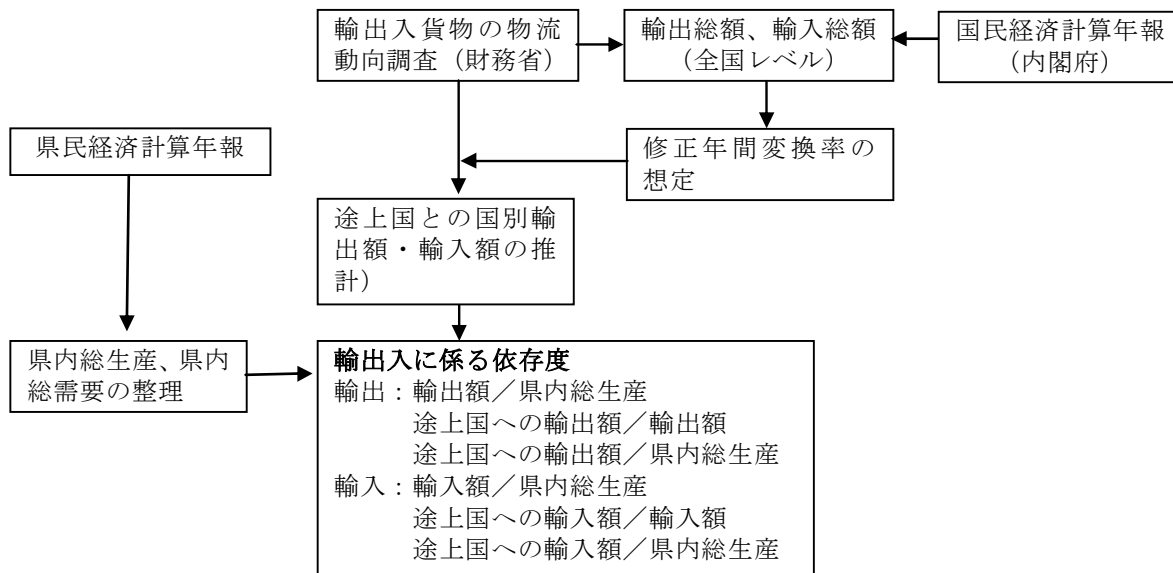 輸出入貨物の物流
動向調査（財務省）
輸出総額、輸入総額
（全国レベル）
国民経済計算年報
（内閣府）
県民経済計算年報
修正年間変換率の
想定
途上国との国別輸
出額・輸入額の推
計）
県内総生産、県内
総需要の整理
輸出入に係る依存度
輸出：輸出額／県内総生産
途上国への輸出額／輸出額
途上国への輸出額／県内総生産
輸入：輸入額／県内総生産
途上国への輸入額／輸入額
途上国への輸入額／県内総生産